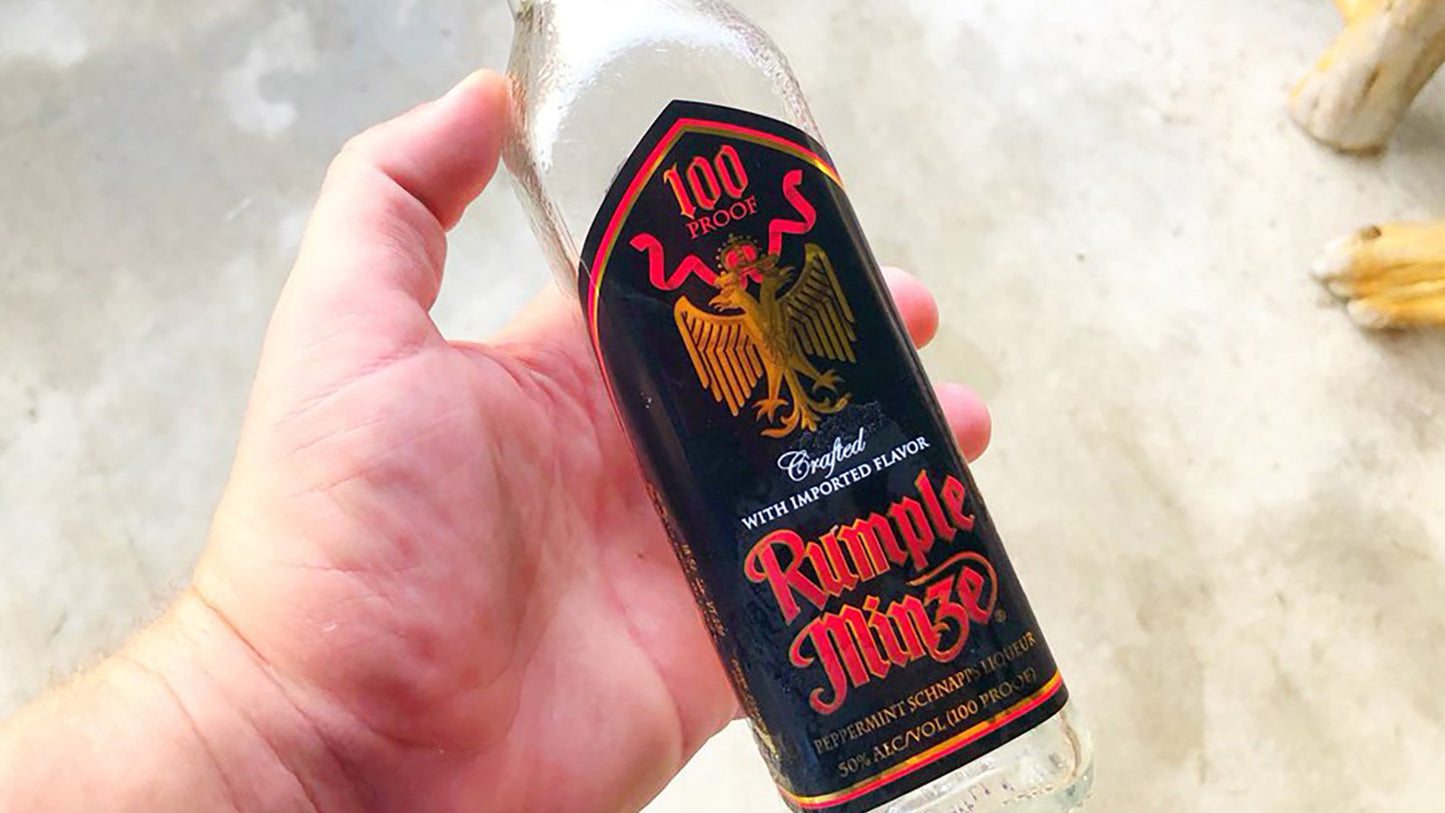 100
PROOF
Crafted
WITH IMPORTED FLAVOR
Rumple
Minze®
PEPPERMINT SCHNAPPS LIQUEUR
50% ALC/VOL (100 PROOF)